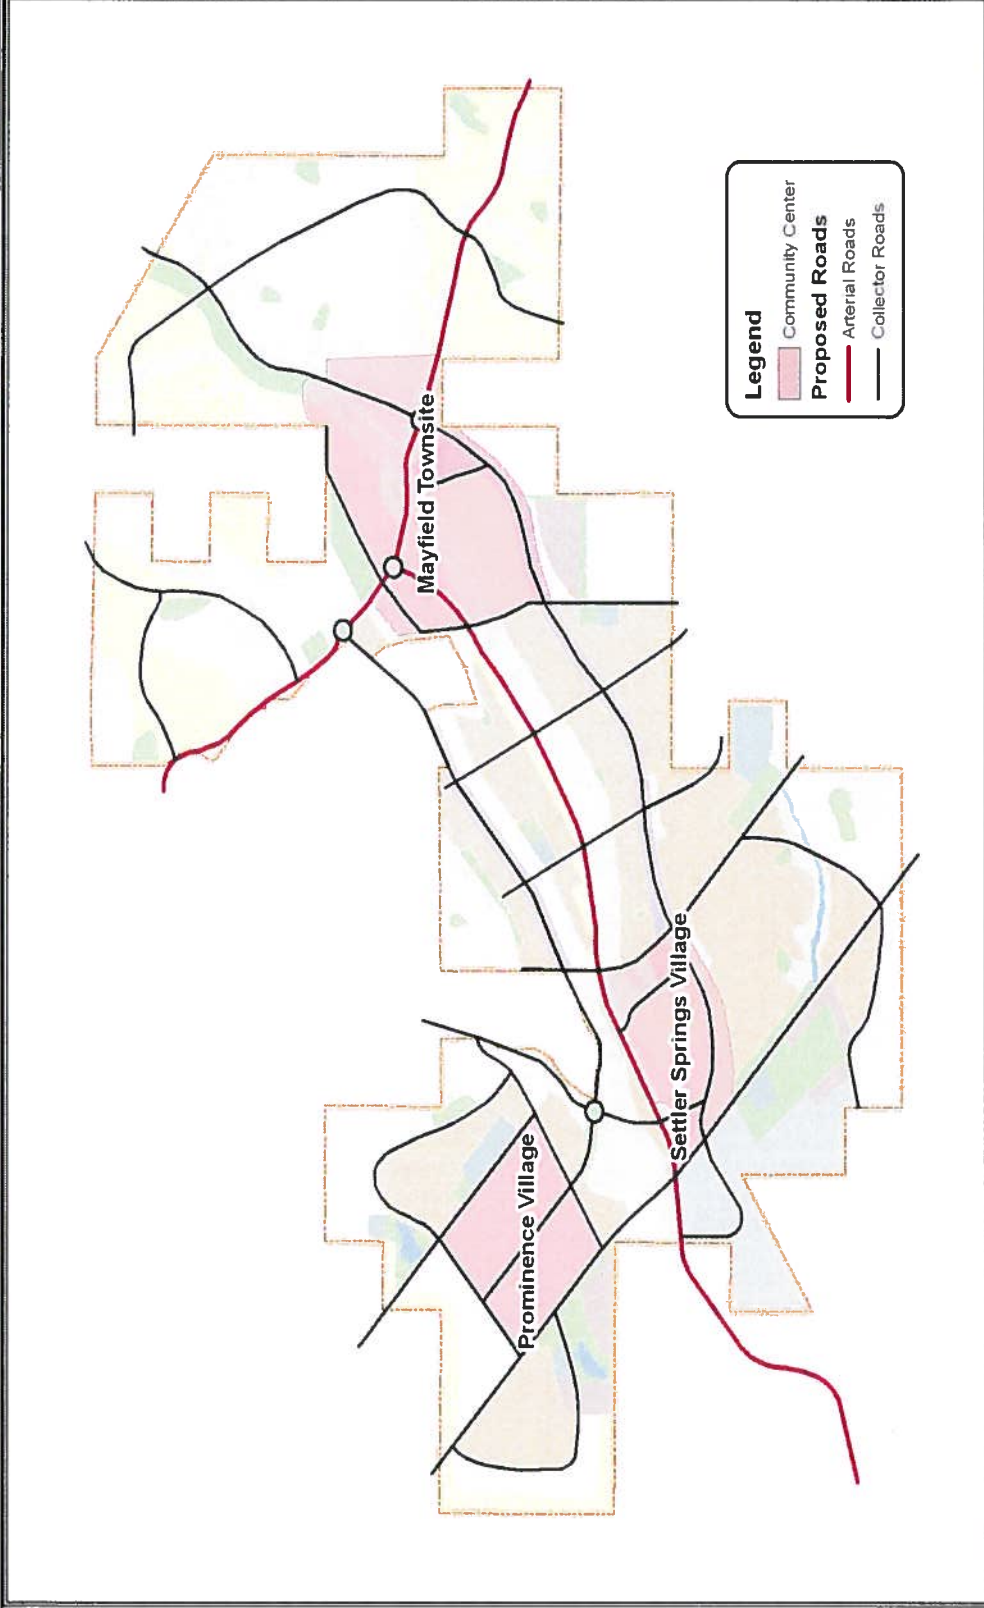 Mayfield Townsite
Settler Springs Village
Prominence Village
Legend
Community Center
Proposed Roads
Arterial Roads
Collector Roads